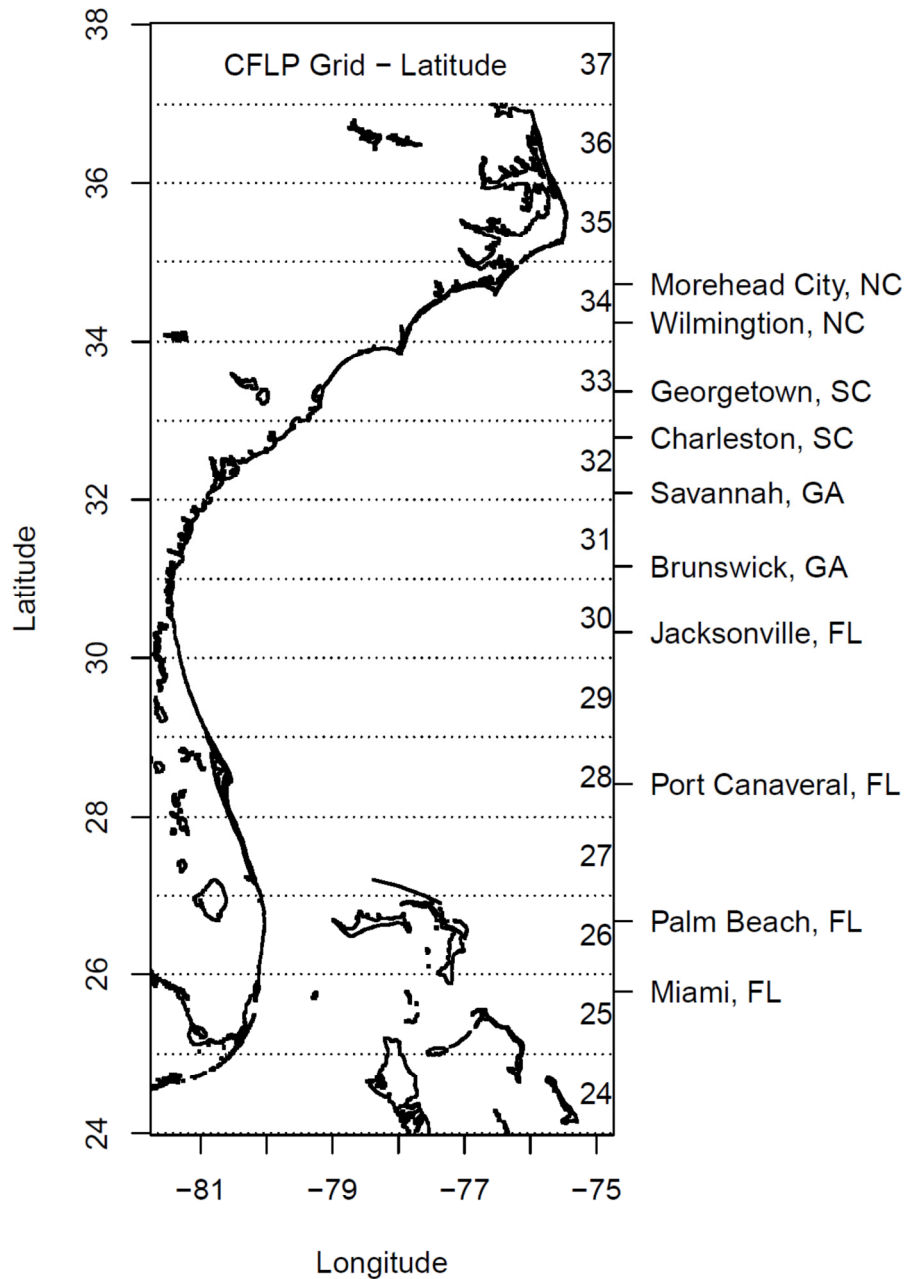 CFLP Grid − Latitude
38
36
34
32
30
28
26
24
Latitude
37
36
35
34
33
32
31
30
29
28
27
26
25
24
Morehead City, NC
Wilmingtion, NC
Georgetown, SC
Charleston, SC
Savannah, GA
Brunswick, GA
Jacksonville, FL
Port Canaveral, FL
Palm Beach, FL
Miami, FL
−81 −79 −77 −75
Longitude